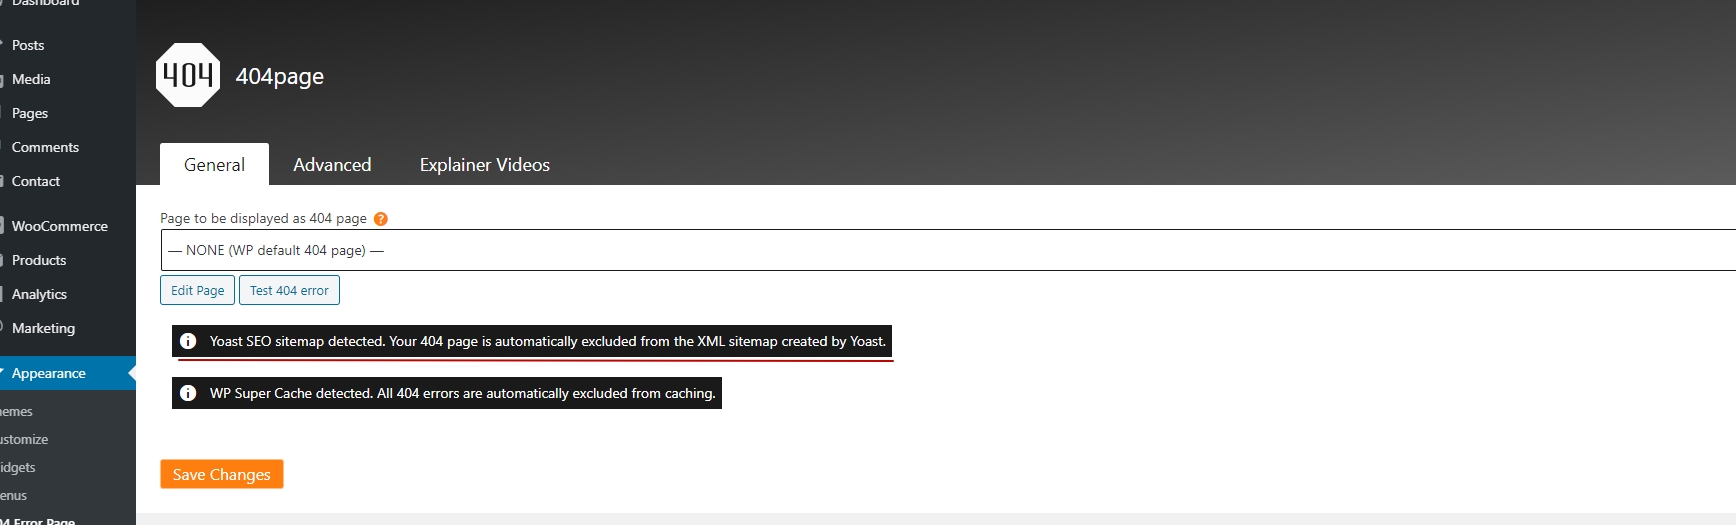 Dashboard
Posts
Media
Pages
Comments
Contact
WooCommerce
Products
Analytics
Marketing
Appearance
emes
ustomize
idgets
enus
04 Error Page
404
404page
General
Advanced
Explainer Videos
Page to be displayed as 404 page ?
— NONE (WP default 404 page) —
Edit Page
Test 404 error
Yoast SEO sitemap detected. Your 404 page is automatically excluded from the XML sitemap created by Yoast.
WP Super Cache detected. All 404 errors are automatically excluded from caching.
Save Changes